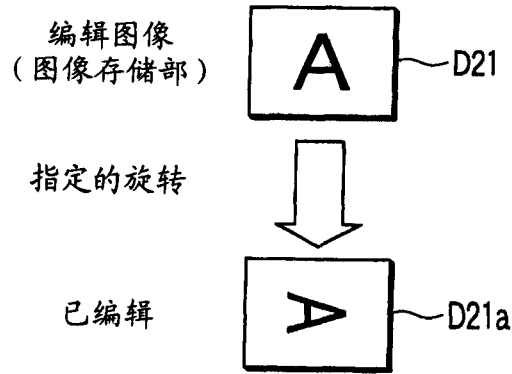 编辑图像
（图像存储部）
A
D21
指定的旋转
已编辑
A
D21a